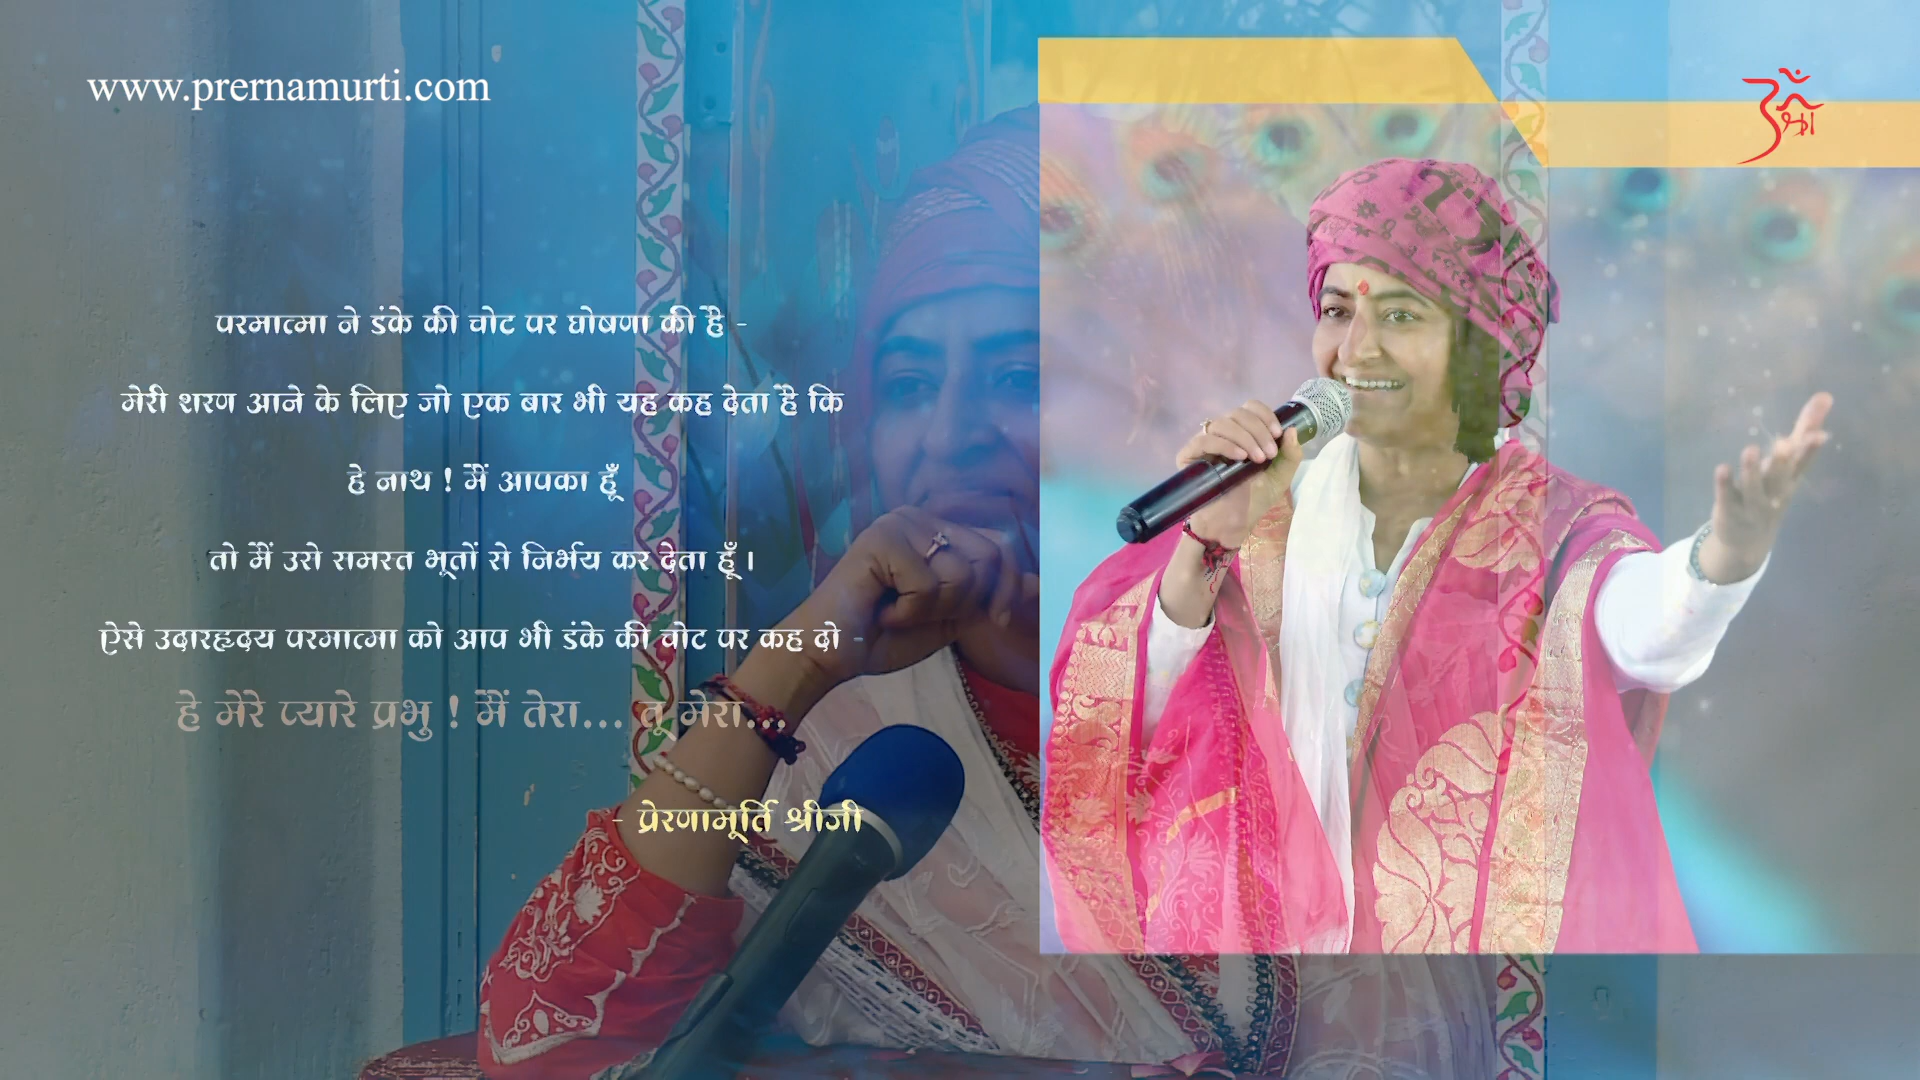 www.prernamurti.com
परमात्मा ने डंके की चोट पर घोषणा की है -
मेरी शरण आने के लिए जो एक बार भी यह कह देता है कि
हे नाथ ! मैं आपका हूँ
तो मैं उसे समस्त भूतों से निर्भय कर देता हूँ।
ऐसे उदारहृदय परमात्मा को आप भी डंके की चोट पर कह दो -
हे मेरे प्यारे प्रभु ! मैं तेरा... तू मेरा...
- प्रेरणामूर्ति श्रीजी